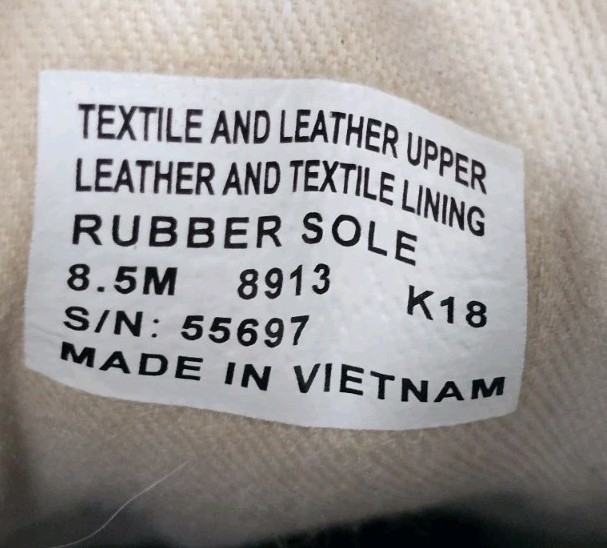 TEXTILE AND LEATHER UPPER
LEATHER AND TEXTILE LINING
RUBBER SOLE
8.5M 8913 K18
S/N: 55697
MADE IN VIETNAM